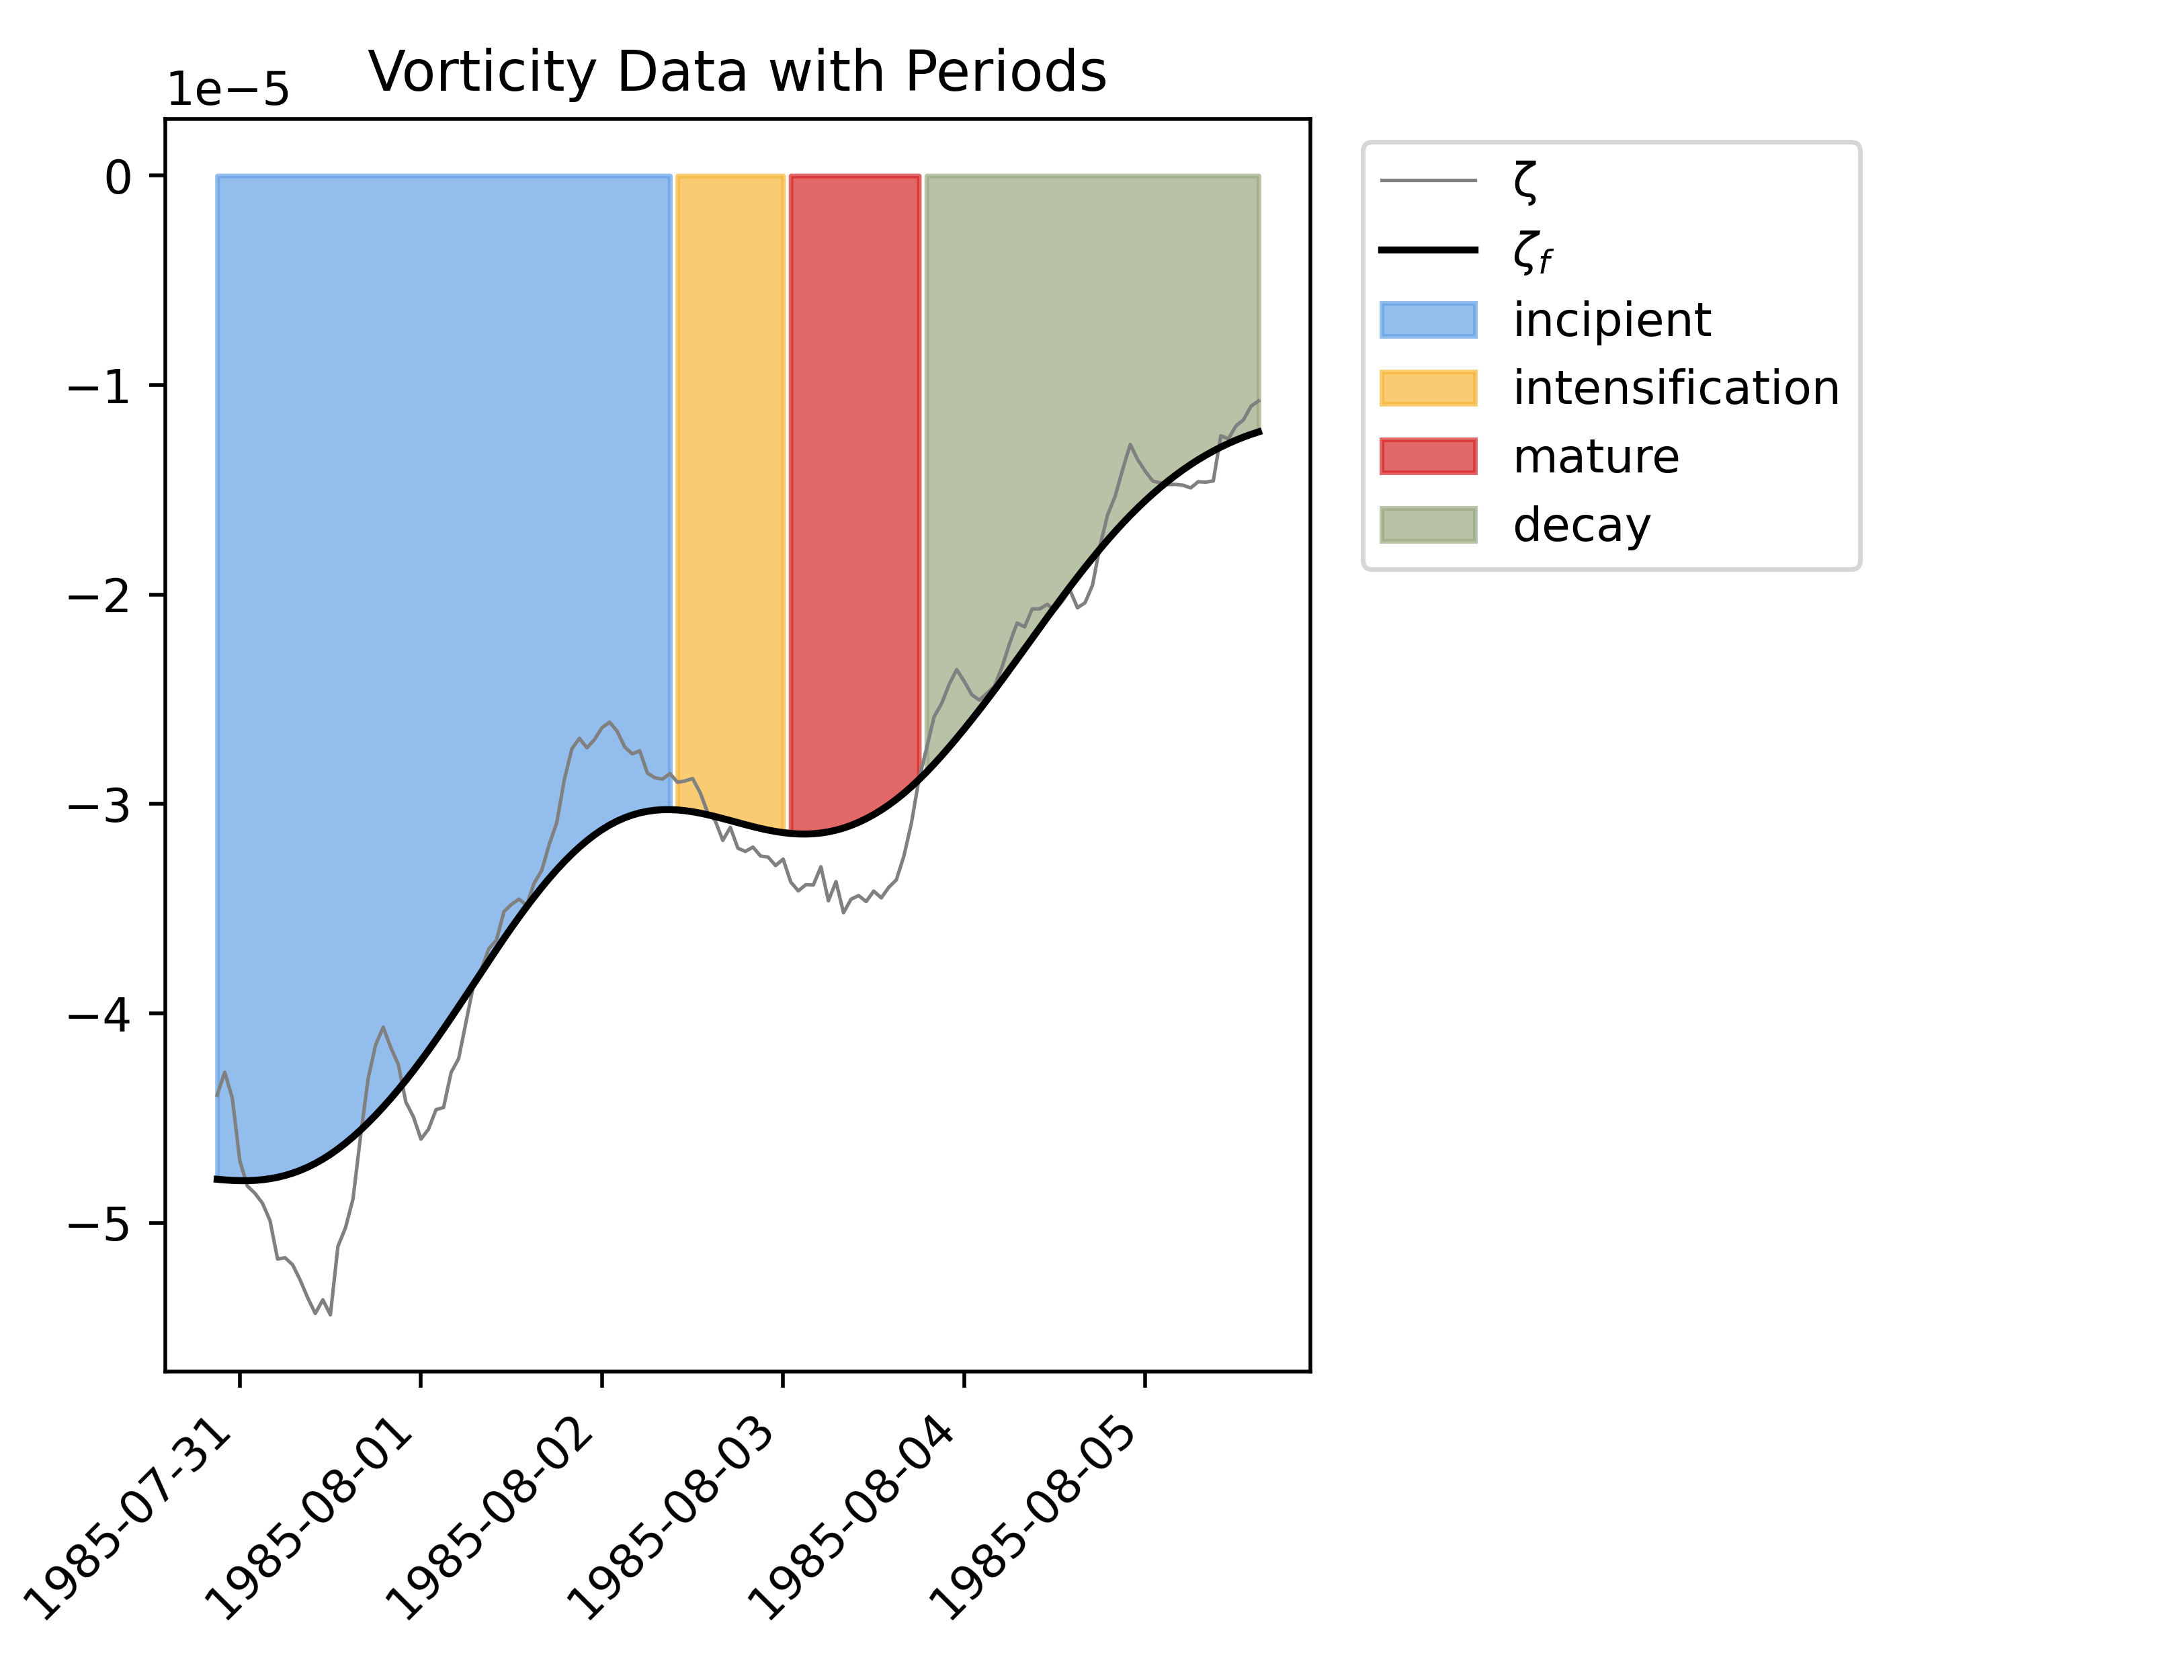 Vorticity Data with Periods
1e−5
0
−1
−2
−3
−4
−5
1985-07-31
1985-08-01
1985-08-02
1985-08-03
1985-08-04
1985-08-05
ζ
ζf
incipient
intensification
mature
decay